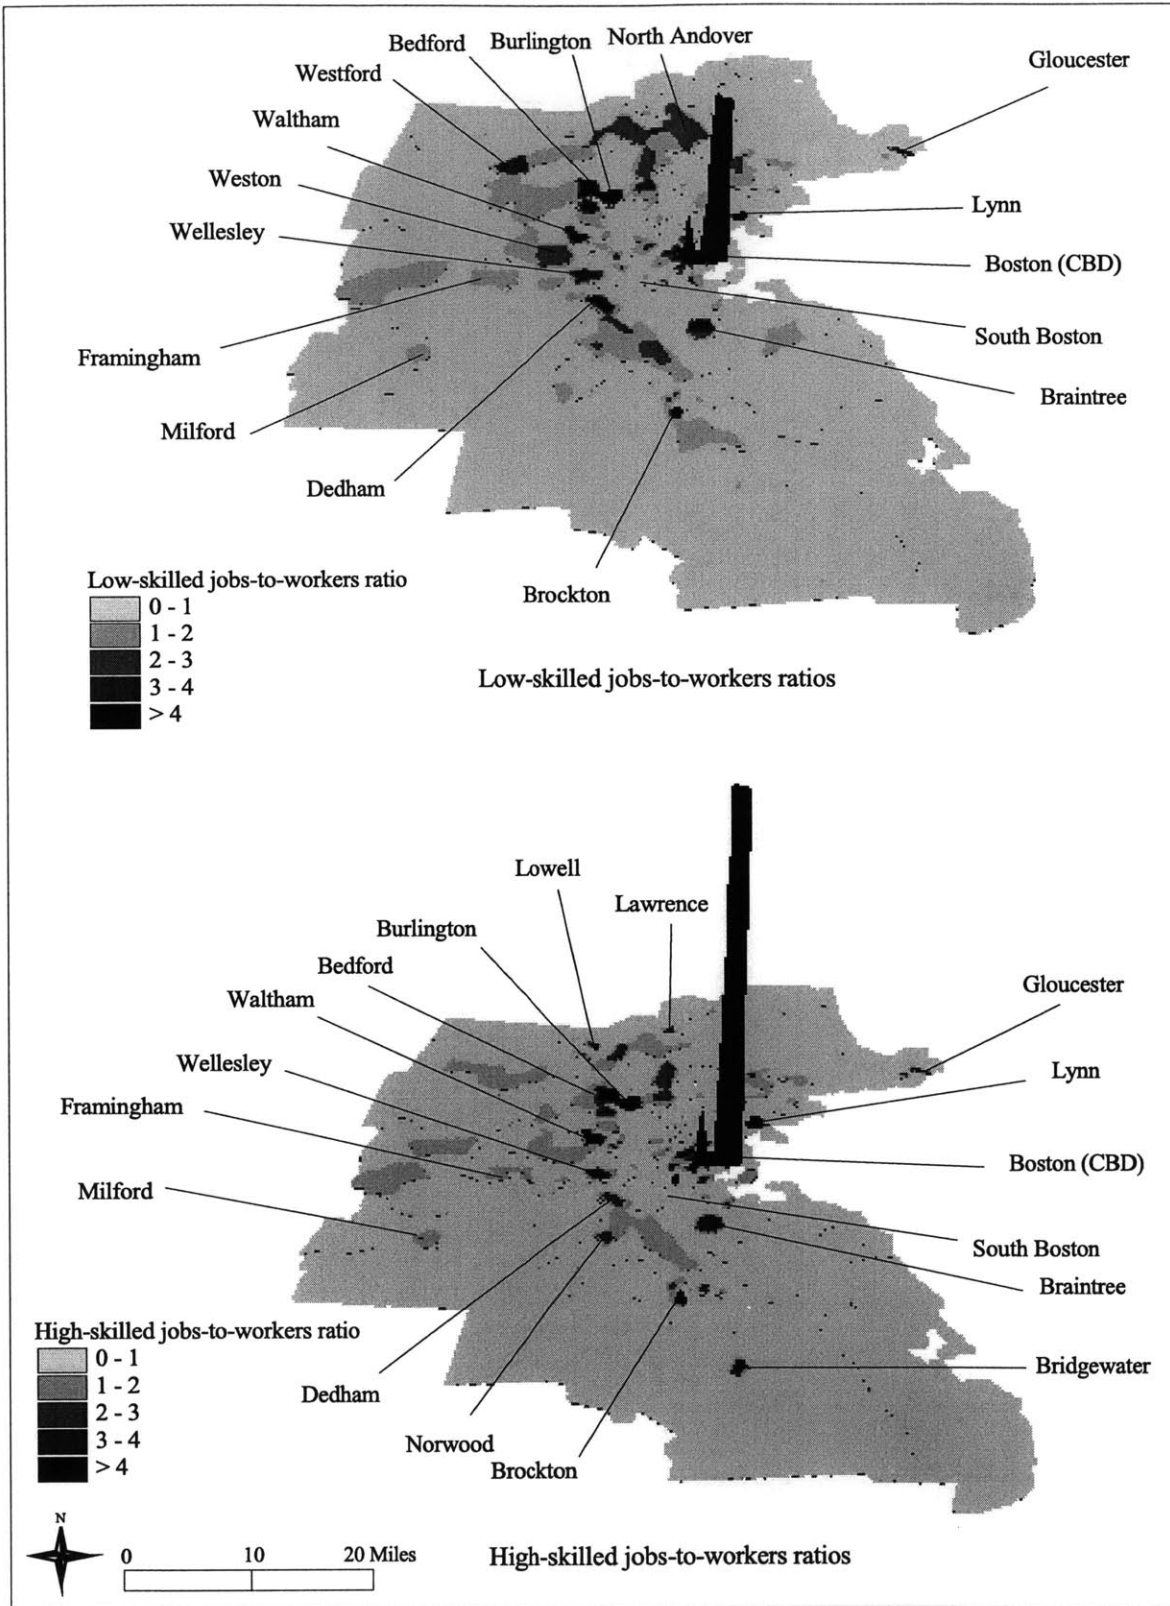 Bedford Burlington North Andover
Gloucester
Westford
Waltham
Weston
Lynn
Wellesley
Boston (CBD)
South Boston
Framingham
Braintree
Milford
Dedham
Brockton
Low-skilled jobs-to-workers ratio
0 - 1
1 - 2
2 - 3
3 - 4
> 4
Low-skilled jobs-to-workers ratios
Lowell
Lawrence
Burlington
Bedford
Gloucester
Waltham
Wellesley
Lynn
Framingham
Boston (CBD)
Milford
South Boston
Braintree
High-skilled jobs-to-workers ratio
0 - 1
1 - 2
2 - 3
3 - 4
> 4
Bridgewater
Dedham
Norwood
Brockton
N
0 10 20 Miles
High-skilled jobs-to-workers ratios